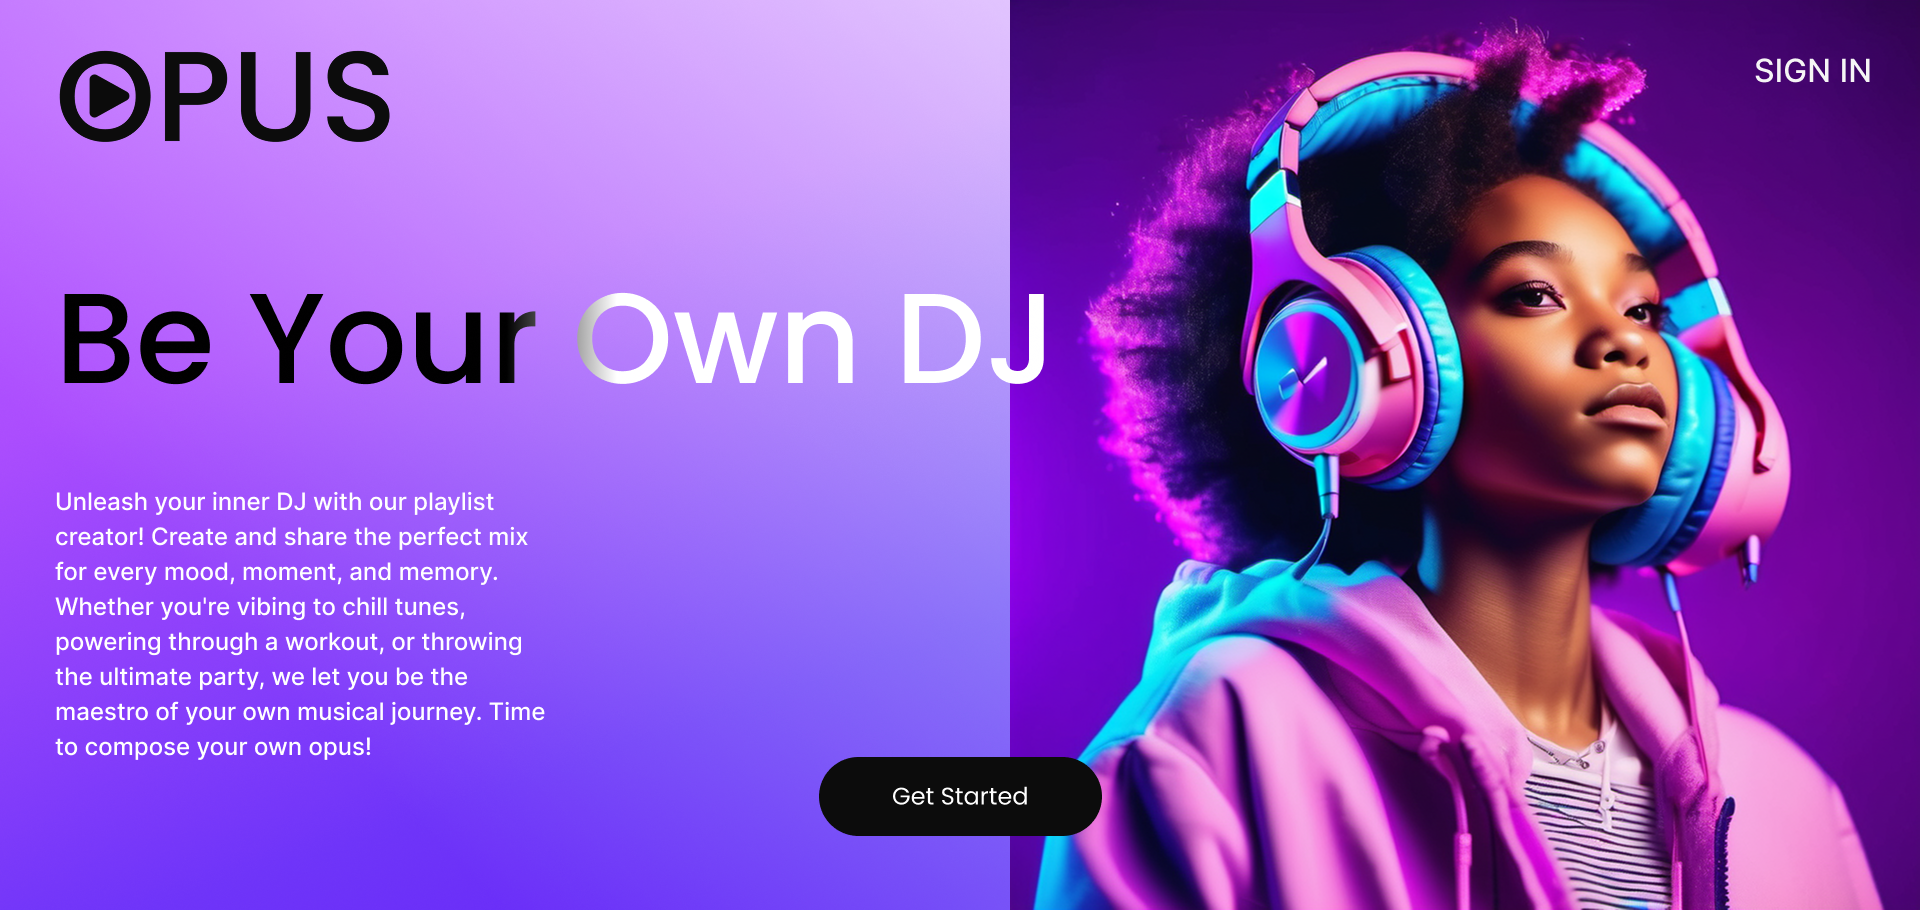 OPUS
SIGN IN
Be Your Own DJ
Unleash your inner DJ with our playlist
creator! Create and share the perfect mix
for every mood, moment, and memory.
Whether you're vibing to chill tunes,
powering through a workout, or throwing
the ultimate party, we let you be the
maestro of your own musical journey. Time
to compose your own opus!
Get Started